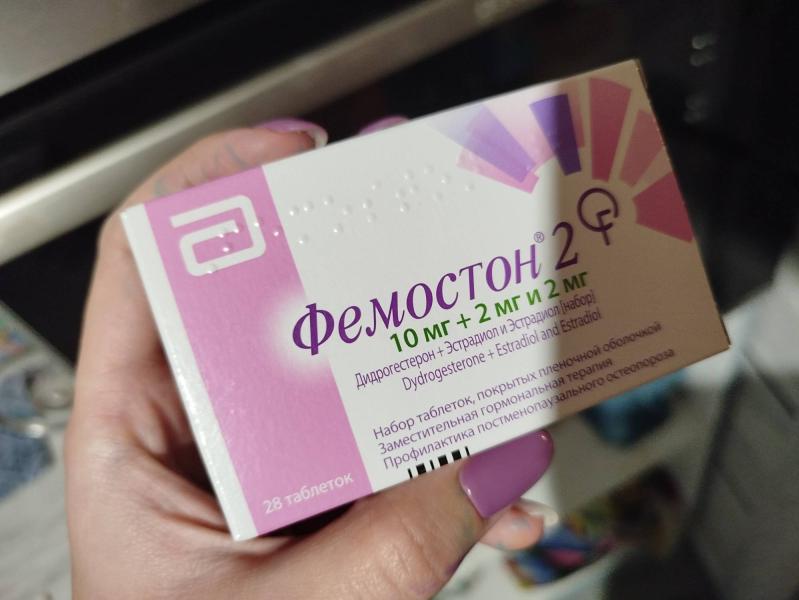 Фемостон® 2
10 мг + 2 мг и 2 мг
Дидрогестерон + Эстрадиол и Эстрадиол [набор]
Dydrogesterone + Estradiol and Estradiol
Набор таблеток, покрытых пленочной оболочкой
Заместительная гормональная терапия
Профилактика постменопаузального остеопороза
28 таблеток